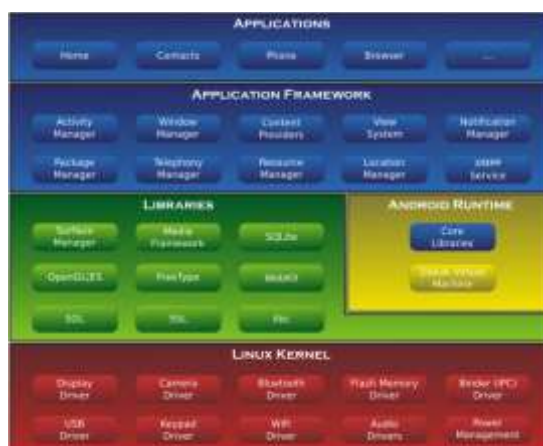 APPLICATIONS
Home Contacts Phone Browser ...
APPLICATION FRAMEWORK
Activity Manager Window Manager Content Providers View System Notification Manager
Package Manager Telephony Manager Resource Manager Location Manager XMPP Service
LIBRARIES
ANDROID RUNTIME
Surface Manager Media Framework SQLite Core Libraries
OpenGL|ES FreeType WebKit Dalvik Virtual Machine
SGL SSL libc
LINUX KERNEL
Display Driver Camera Driver Bluetooth Driver Flash Memory Driver Binder (IPC) Driver
USB Driver Keypad Driver WiFi Driver Audio Drivers Power Management